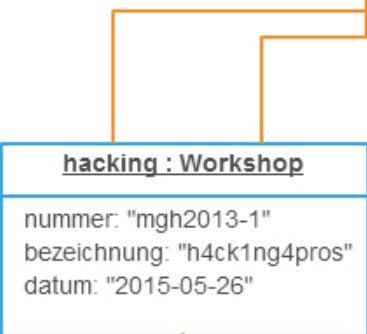 hacking : Workshop
nummer: "mgh2013-1"
bezeichnung: "h4ck1ng4pros"
datum: "2015-05-26"